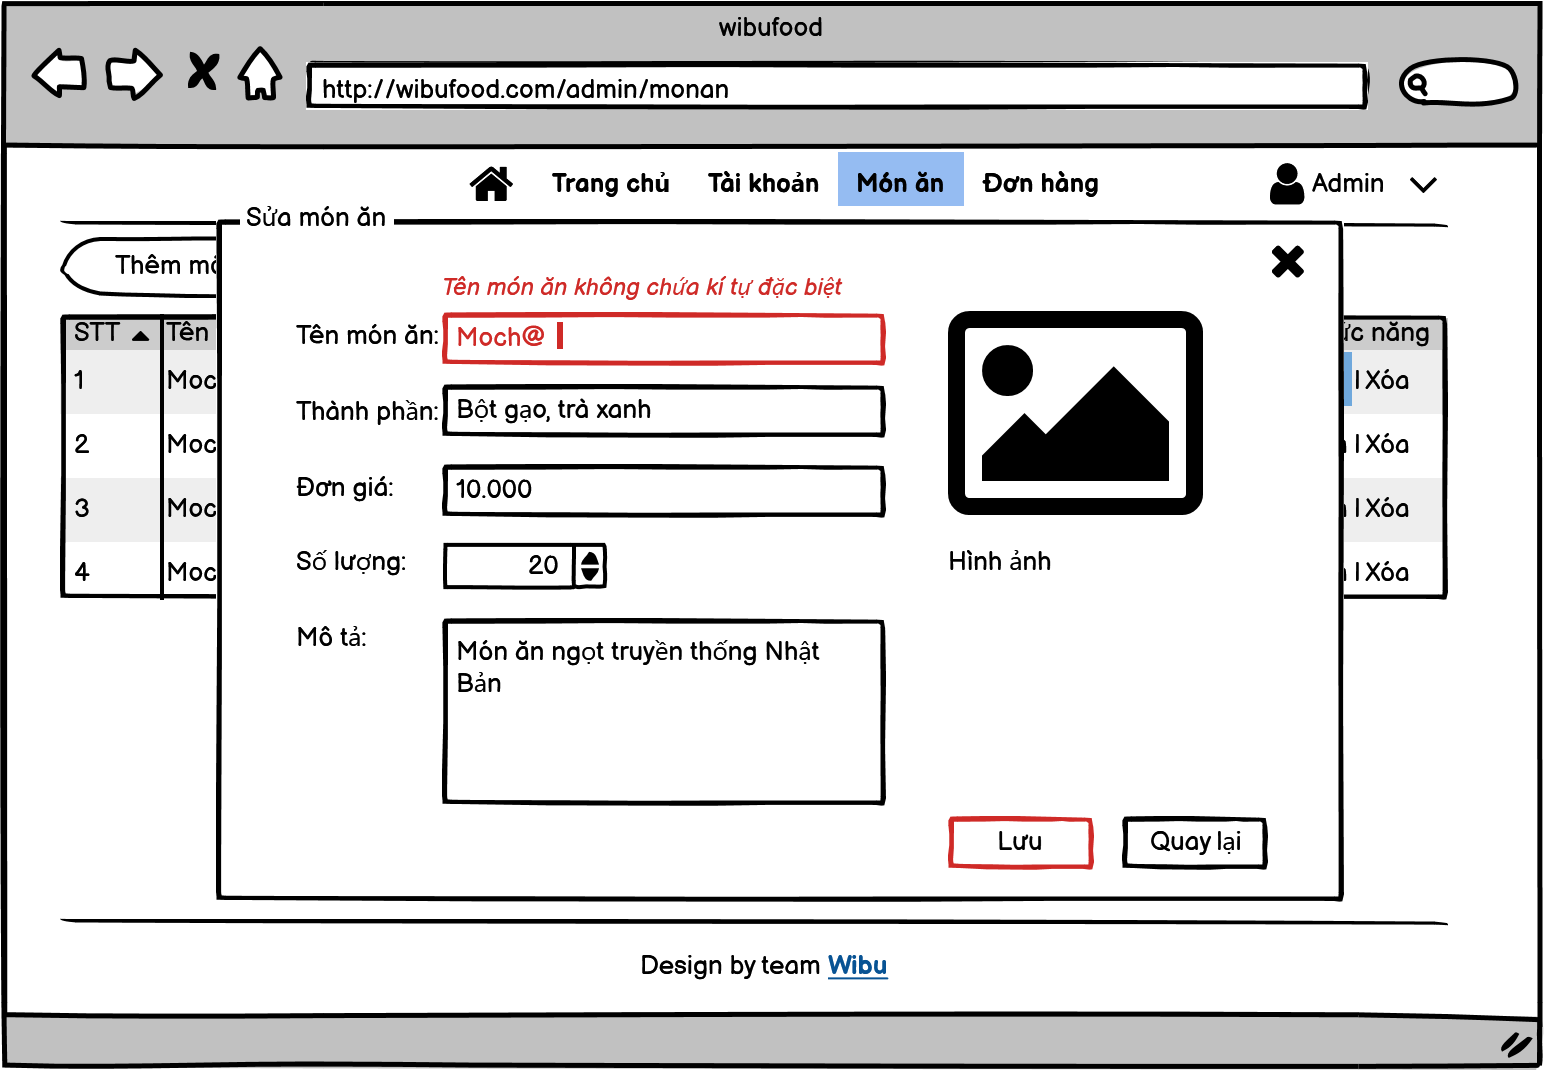 wibufood
http://wibufood.com/admin/monan
Trang chủ Tài khoản Món ăn Đơn hàng Admin
Sửa món ăn
Thêm
Tên món ăn không chứa kí tự đặc biệt
Tên món ăn: Moch@
Thành phần: Bột gạo, trà xanh
Đơn giá: 10.000
Số lượng: 20
Hình ảnh
Mô tả: Món ăn ngọt truyền thống Nhật
Bản
Lưu Quay lại
STT Tên năng
1 Moc | Xóa
2 Moc | Xóa
3 Moc | Xóa
4 Moc | Xóa
Design by team Wibu